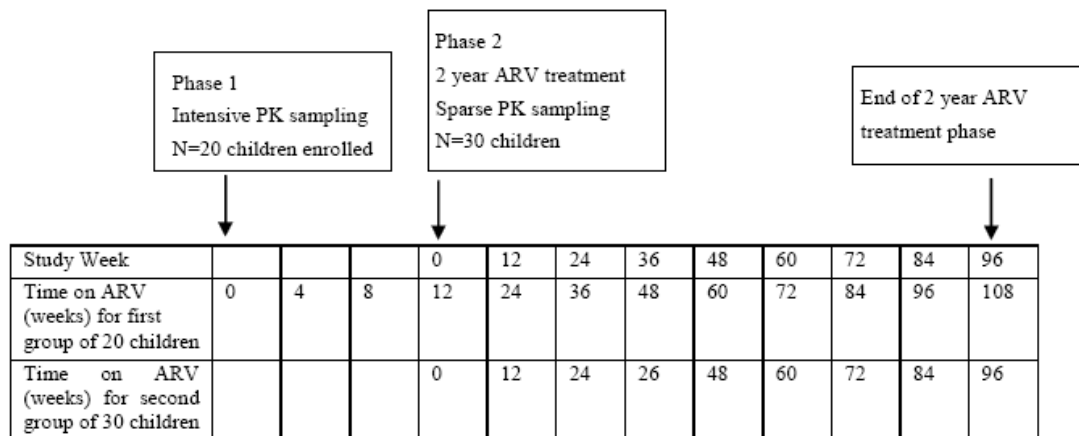 Phase 1
Intensive PK sampling
N=20 children enrolled
Phase 2
2 year ARV treatment
Sparse PK sampling
N=30 children
End of 2 year ARV
treatment phase
Study Week 0 12 24 36 48 60 72 84 96
Time on ARV 0 4 8 12 24 36 48 60 72 84 96 108
(weeks) for first
group of 20 children
Time on ARV 0 12 24 26 48 60 72 84 96
(weeks) for second
group of 30 children